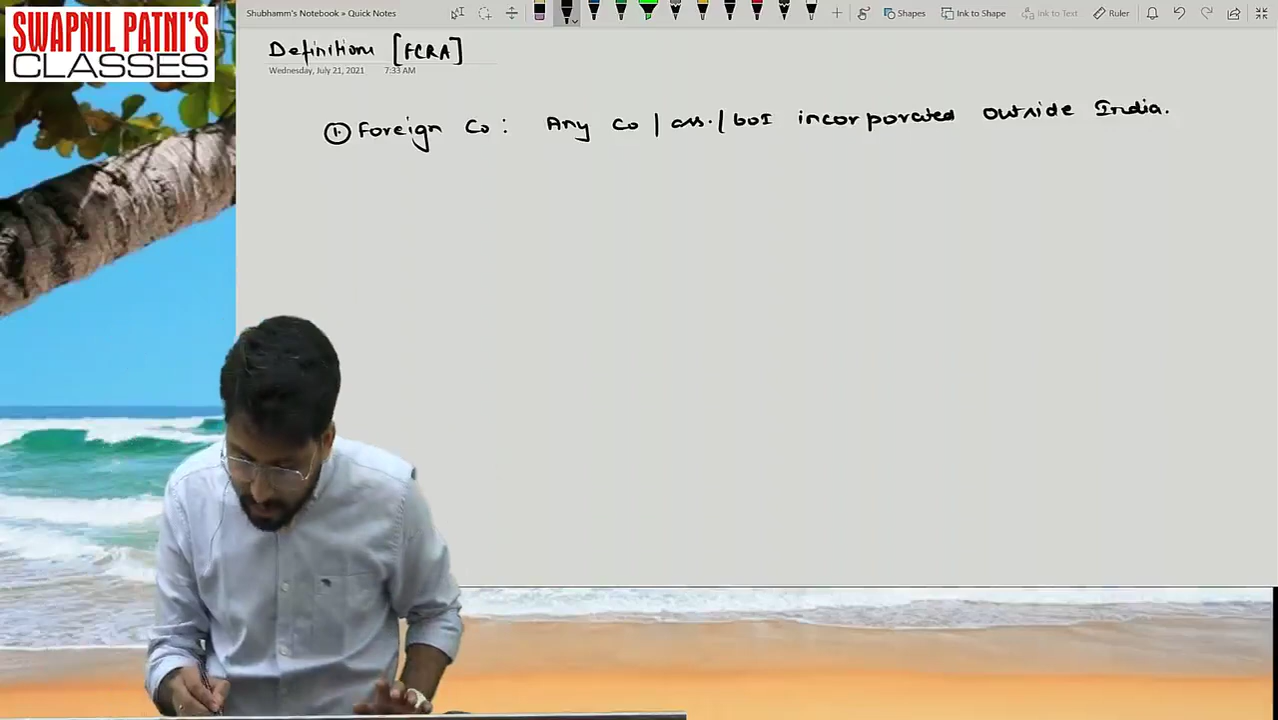 SWAPNIL PATNI'S
CLASSES
Shubhamm's Notebook » Quick Notes
Shapes
Ink to Shape
Ink to Text
Ruler
Definitions [FCRA]
Wednesday, July 21, 2021 7:33 AM
① Foreign Co : Any Co | ass. | boI incorporated outside India.